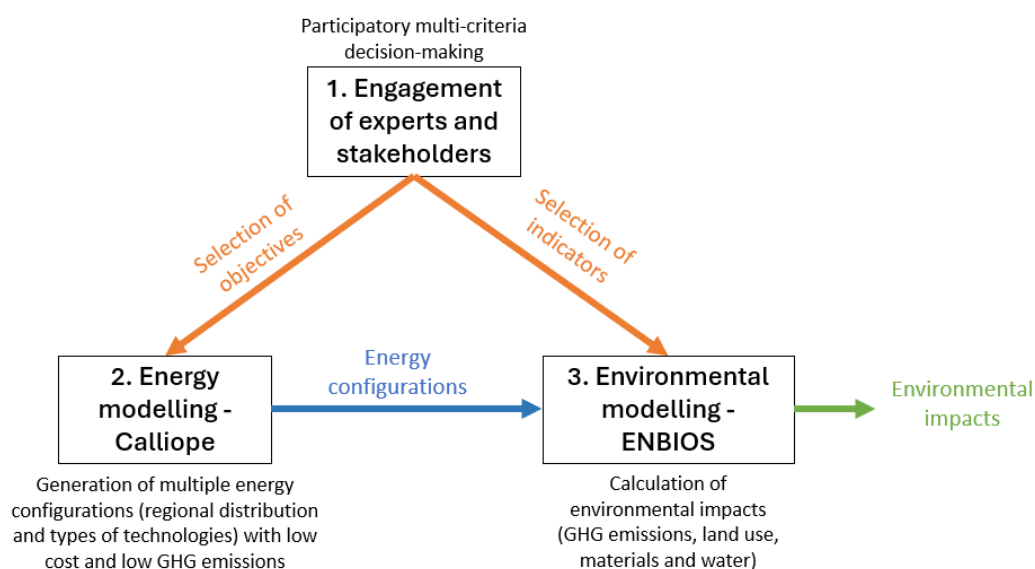 Participatory multi-criteria
decision-making
1. Engagement
of experts and
stakeholders
Selection of
objectives
Selection of
indicators
2. Energy
modelling -
Calliope
Energy
configurations
3. Environmental
modelling -
ENBIOS
Environmental
impacts
Generation of multiple energy
configurations (regional distribution
and types of technologies) with low
cost and low GHG emissions
Calculation of
environmental impacts
(GHG emissions, land use,
materials and water)